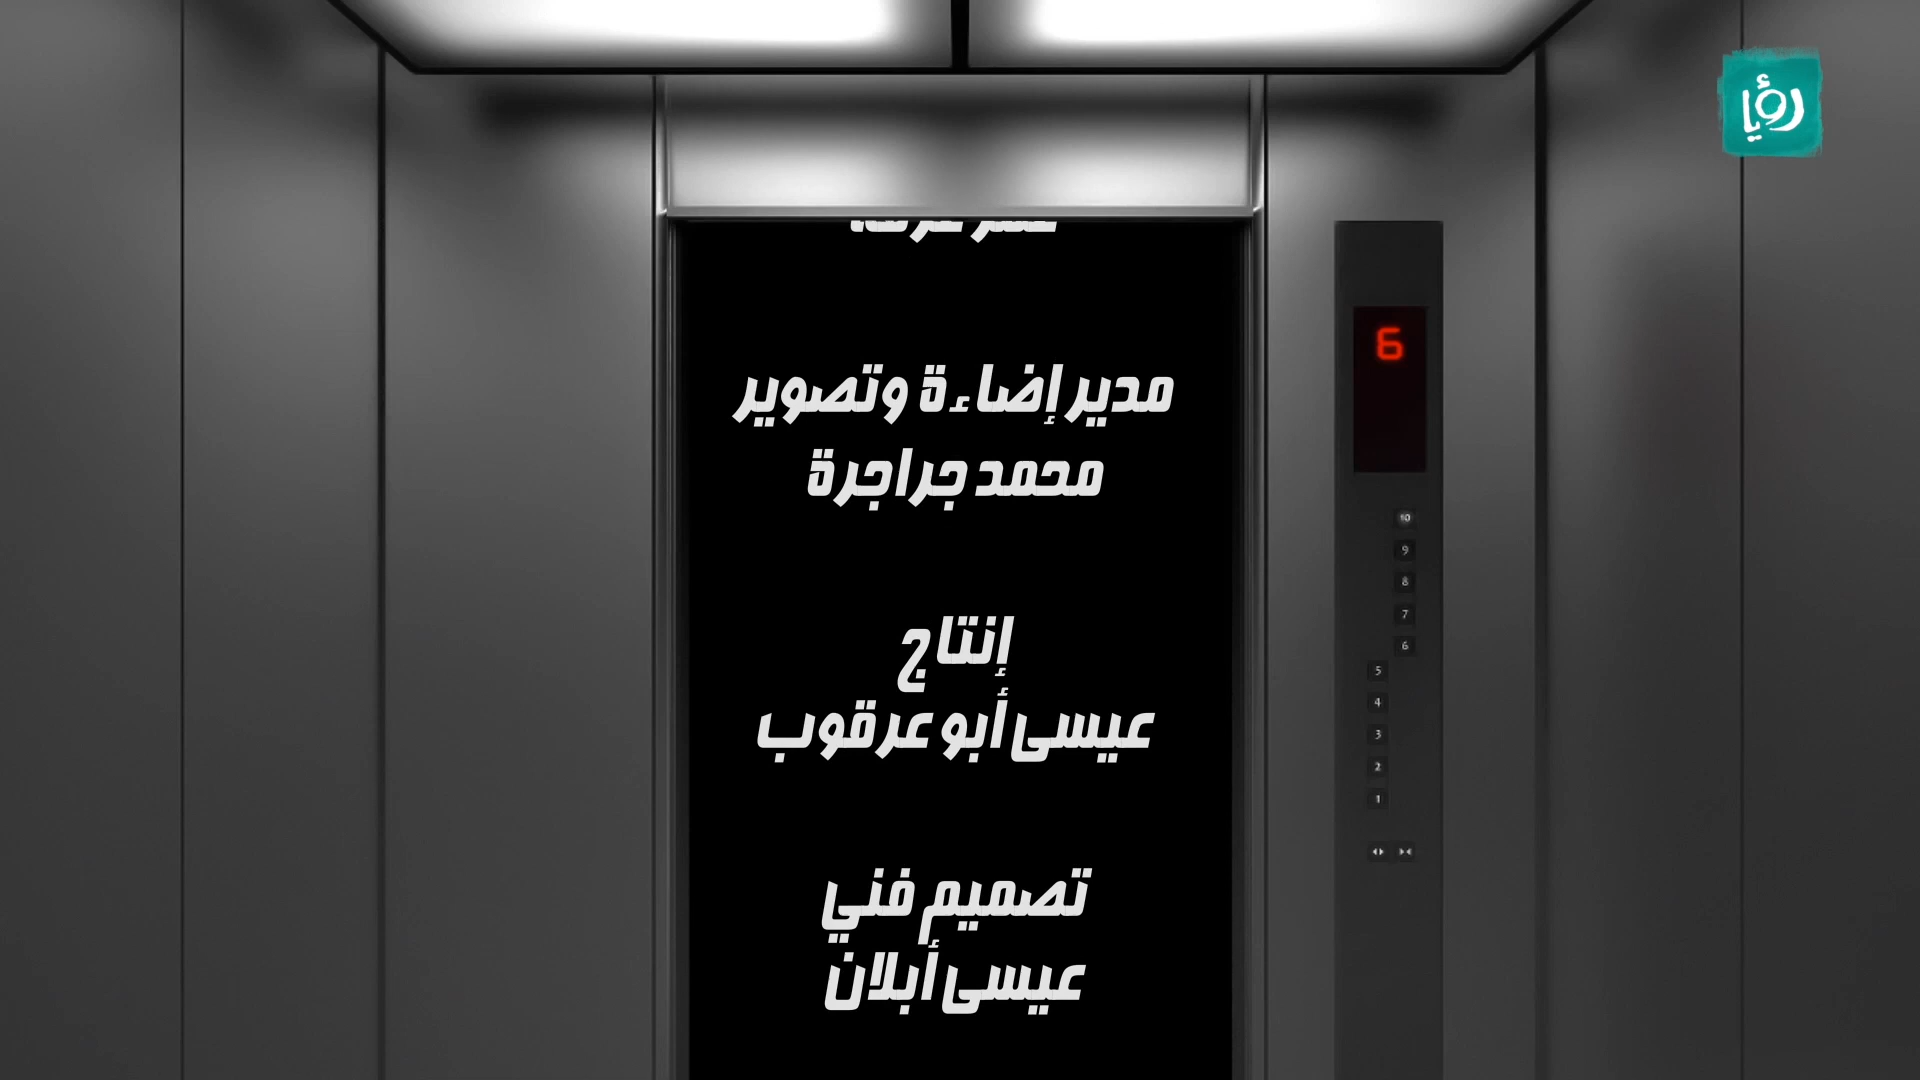 رؤيا
مدير إضاءة وتصوير
محمد جراجرة
إنتاج
عيسى أبو عرقوب
تصميم فني
عيسى أبلان
6
10
9
8
7
6
5
4
3
2
1